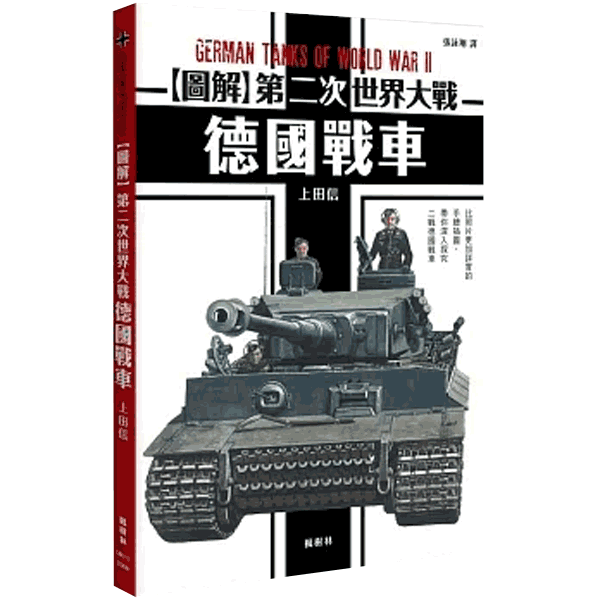 GERMAN TANKS OF WORLD WAR II
張詠翔 譯
【圖解】第二次世界大戰
德國戰車
上田信
比照片更加詳實的
手繪插圖,
帶你深入探究
二戰德國戰車
楓樹林
【圖解】第二次世界大戰 德國戰車
上田信
楓樹林